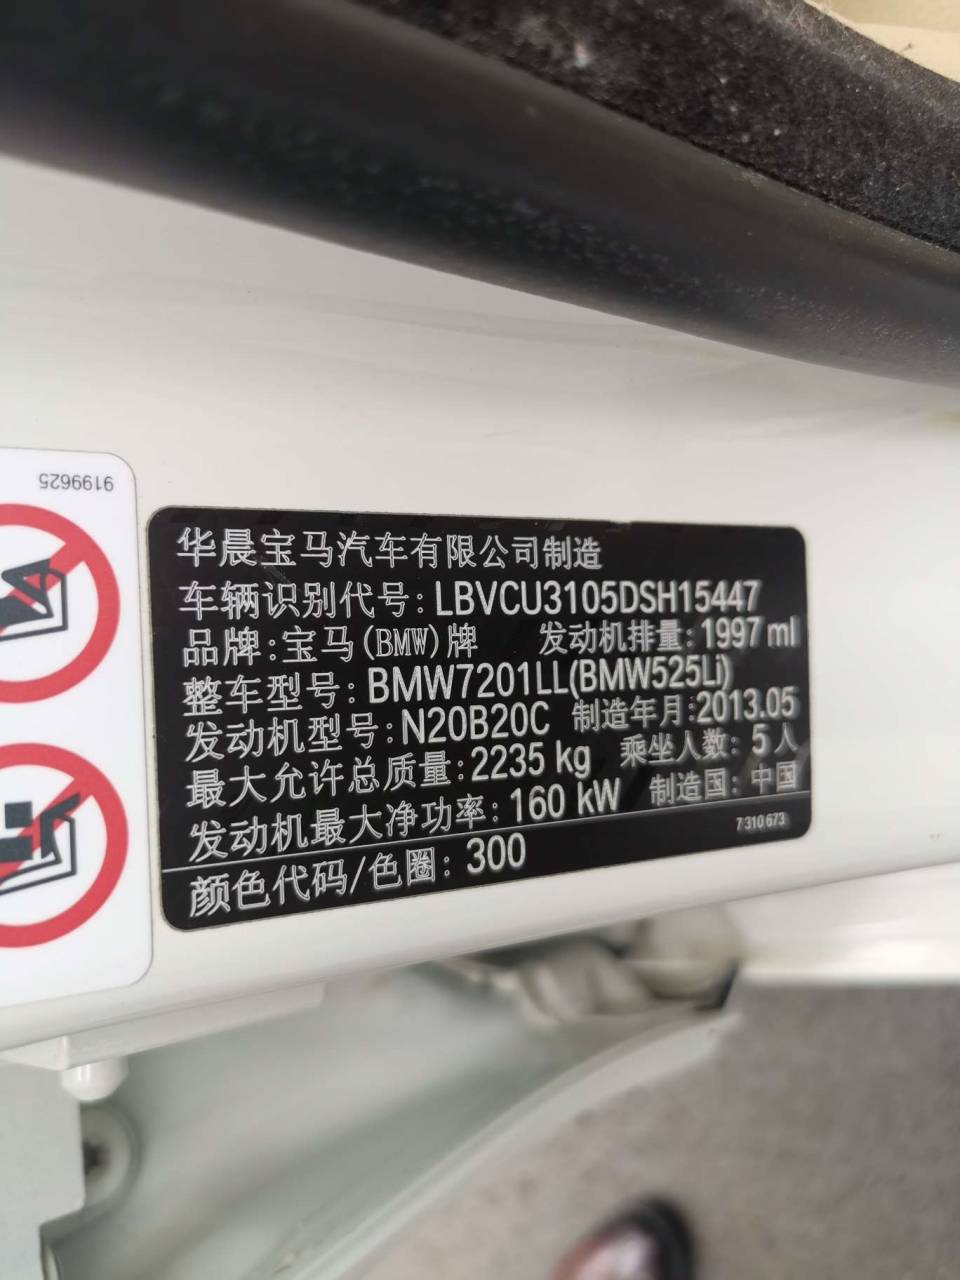 9199625
华晨宝马汽车有限公司制造
车辆识别代号:LBVCU3105DSH15447
品牌:宝马(BMW)牌 发动机排量:1997 ml
整车型号:BMW7201LL(BMW525Li)
发动机型号:N20B20C 制造年月:2013.05
最大允许总质量:2235 kg 乘坐人数:5人
发动机最大净功率:160 kW 制造国:中国
7 310 673
颜色代码/色圈:300